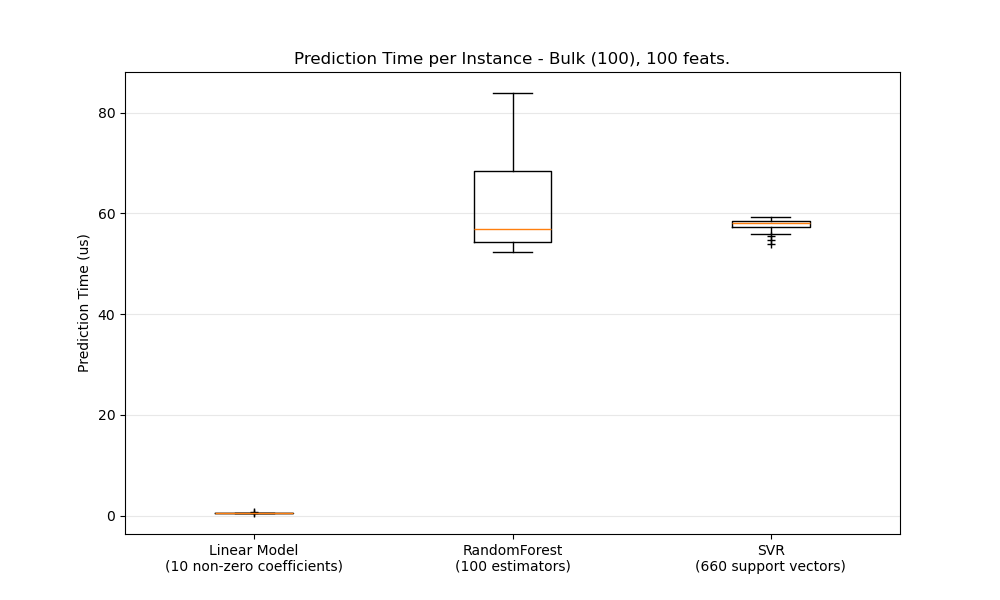 Prediction Time per Instance - Bulk (100), 100 feats.
80
60
40
20
0
Prediction Time (us)
Linear Model
(10 non-zero coefficients)
RandomForest
(100 estimators)
SVR
(660 support vectors)